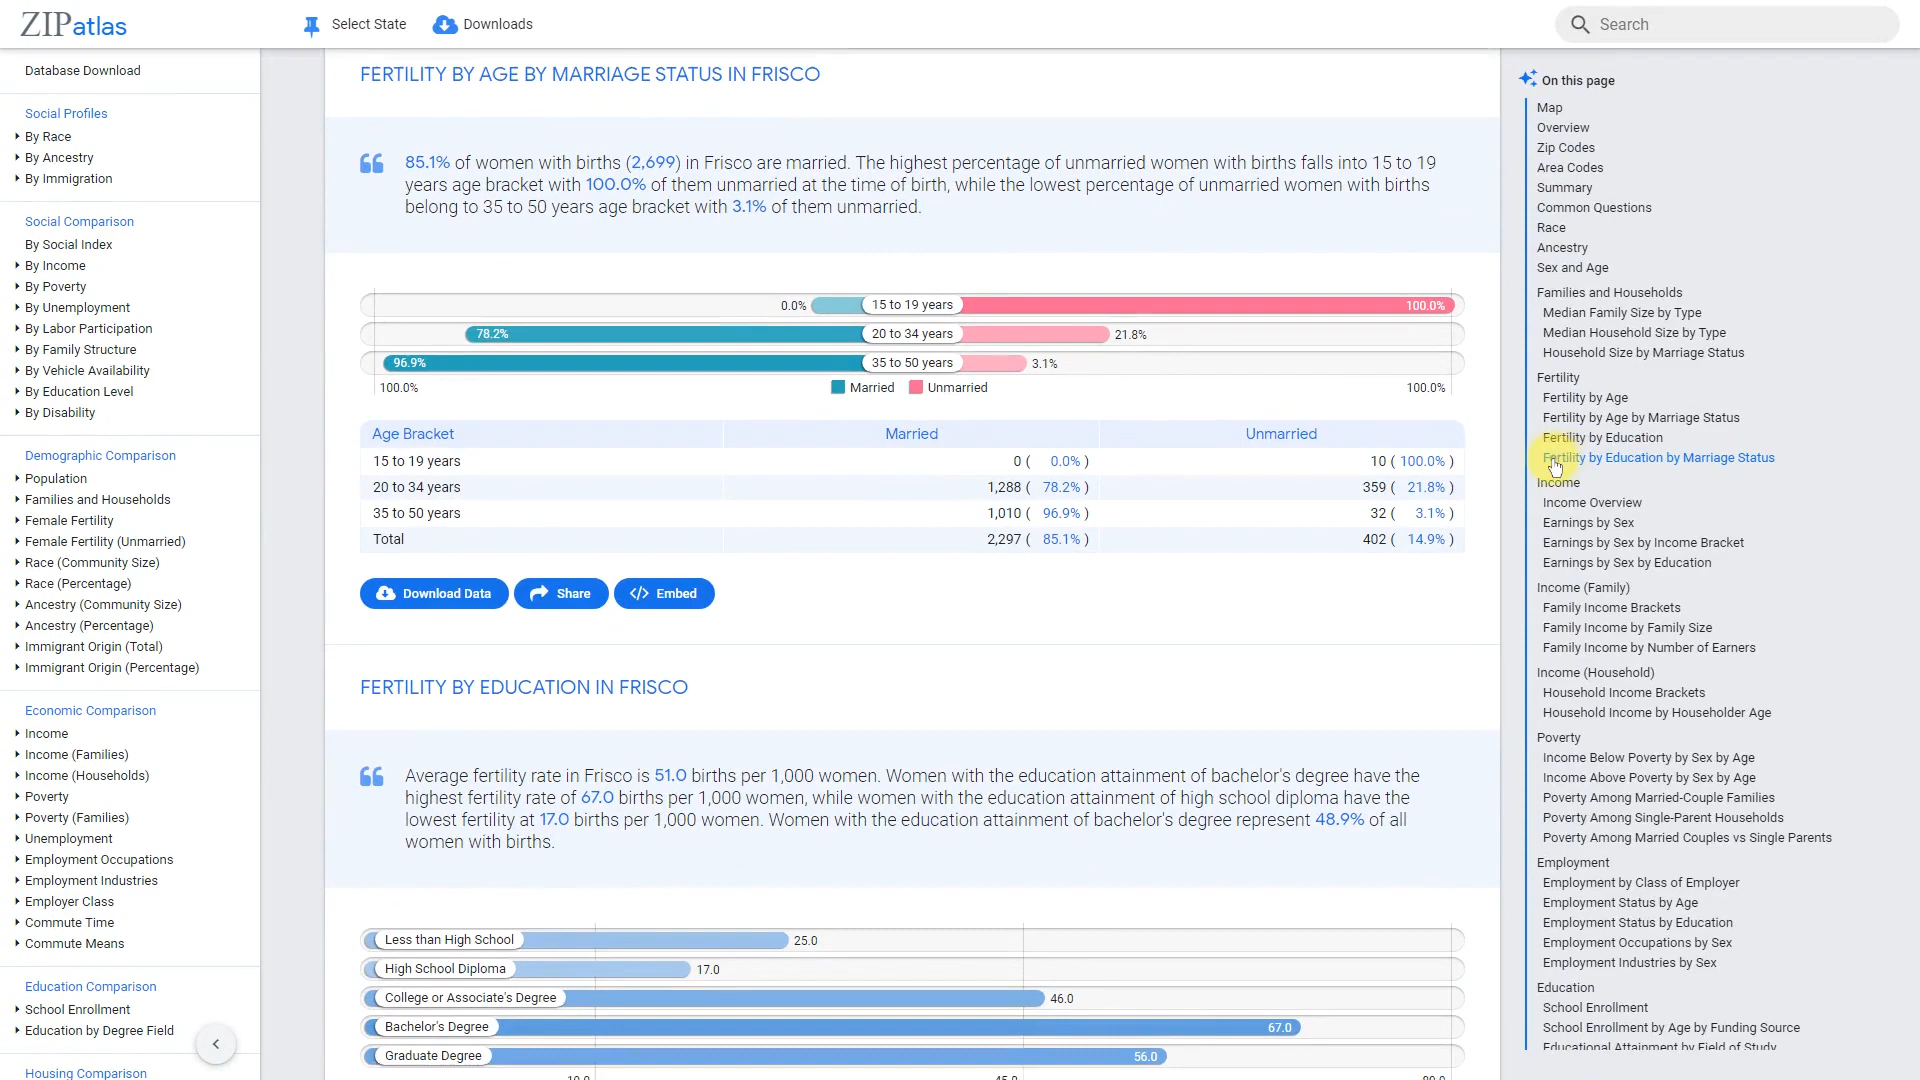 ZIPatlas
Select State
Downloads
Search
Database Download
Social Profiles
By Race
By Ancestry
By Immigration
Social Comparison
By Social Index
By Income
By Poverty
By Unemployment
By Labor Participation
By Family Structure
By Vehicle Availability
By Education Level
By Disability
Demographic Comparison
Population
Families and Households
Female Fertility
Female Fertility (Unmarried)
Race (Community Size)
Race (Percentage)
Ancestry (Community Size)
Ancestry (Percentage)
Immigrant Origin (Total)
Immigrant Origin (Percentage)
Economic Comparison
Income
Income (Families)
Income (Households)
Poverty
Poverty (Families)
Unemployment
Employment Occupations
Employment Industries
Employer Class
Commute Time
Commute Means
Education Comparison
School Enrollment
Education by Degree Field
Housing Comparison
FERTILITY BY AGE BY MARRIAGE STATUS IN FRISCO
85.1% of women with births (2,699) in Frisco are married. The highest percentage of unmarried women with births falls into 15 to 19
years age bracket with 100.0% of them unmarried at the time of birth, while the lowest percentage of unmarried women with births
belong to 35 to 50 years age bracket with 3.1% of them unmarried.
0.0% 15 to 19 years 100.0%
78.2% 20 to 34 years 21.8%
96.9% 35 to 50 years 3.1%
100.0% Married Unmarried 100.0%
Age Bracket Married Unmarried
15 to 19 years 0 ( 0.0% ) 10 ( 100.0% )
20 to 34 years 1,288 ( 78.2% ) 359 ( 21.8% )
35 to 50 years 1,010 ( 96.9% ) 32 ( 3.1% )
Total 2,297 ( 85.1% ) 402 ( 14.9% )
Download Data Share </> Embed
FERTILITY BY EDUCATION IN FRISCO
Average fertility rate in Frisco is 51.0 births per 1,000 women. Women with the education attainment of bachelor's degree have the
highest fertility rate of 67.0 births per 1,000 women, while women with the education attainment of high school diploma have the
lowest fertility at 17.0 births per 1,000 women. Women with the education attainment of bachelor's degree represent 48.9% of all
women with births.
Less than High School 25.0
High School Diploma 17.0
College or Associate's Degree 46.0
Bachelor's Degree 67.0
Graduate Degree 56.0
10.0 45.0 80.0
On this page
Map
Overview
Zip Codes
Area Codes
Summary
Common Questions
Race
Ancestry
Sex and Age
Families and Households
Median Family Size by Type
Median Household Size by Type
Household Size by Marriage Status
Fertility
Fertility by Age
Fertility by Age by Marriage Status
Fertility by Education
Fertility by Education by Marriage Status
Income
Income Overview
Earnings by Sex
Earnings by Sex by Income Bracket
Earnings by Sex by Education
Income (Family)
Family Income Brackets
Family Income by Family Size
Family Income by Number of Earners
Income (Household)
Household Income Brackets
Household Income by Householder Age
Poverty
Income Below Poverty by Sex by Age
Income Above Poverty by Sex by Age
Poverty Among Married-Couple Families
Poverty Among Single-Parent Households
Poverty Among Married Couples vs Single Parents
Employment
Employment by Class of Employer
Employment Status by Age
Employment Status by Education
Employment Occupations by Sex
Employment Industries by Sex
Education
School Enrollment
School Enrollment by Age by Funding Source
Educational Attainment by Field of Study